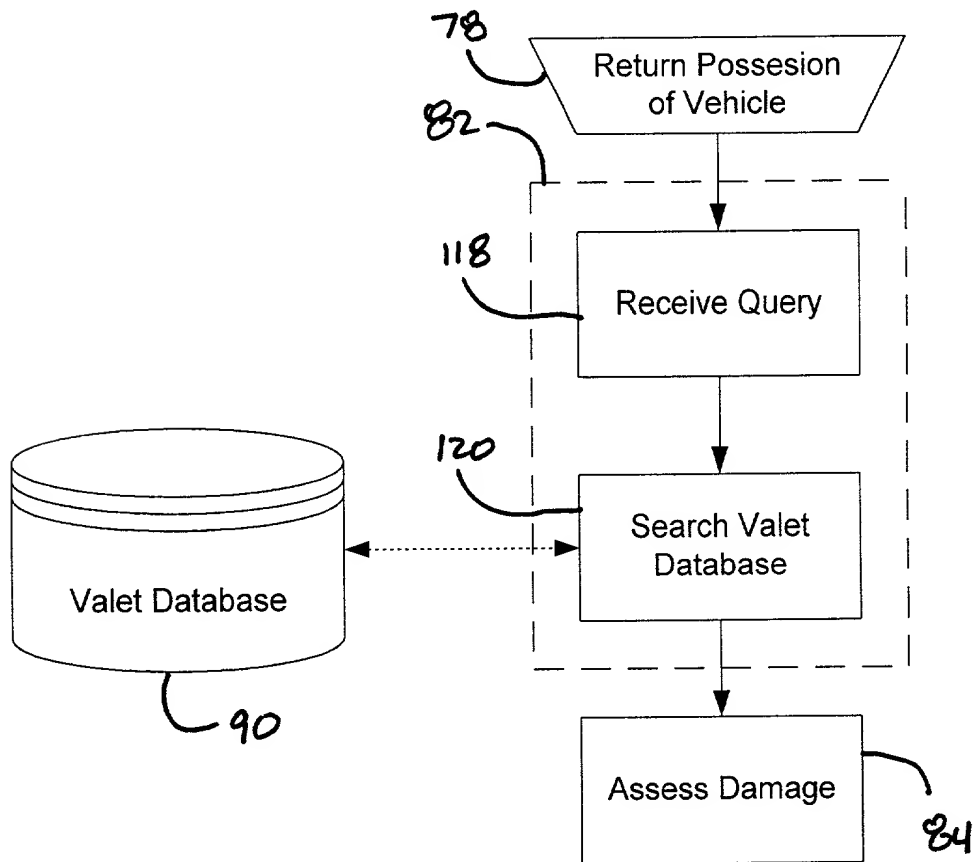 78
Return Possesion
of Vehicle
82
118
Receive Query
120
Search Valet
Database
Valet Database
90
Assess Damage
84